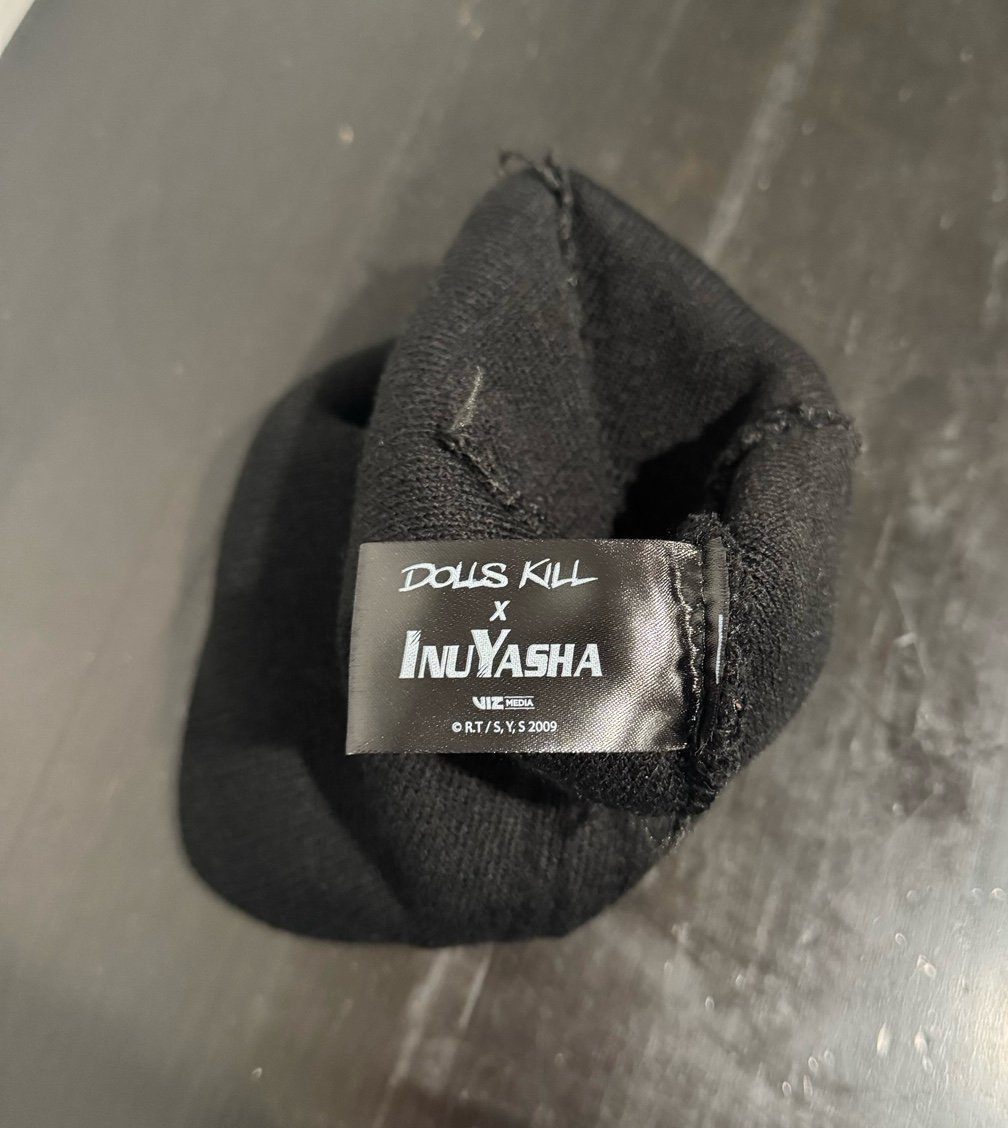 DOLLS KILL
X
INUYASHA
VIZ MEDIA
© R.T / S, Y, S 2009